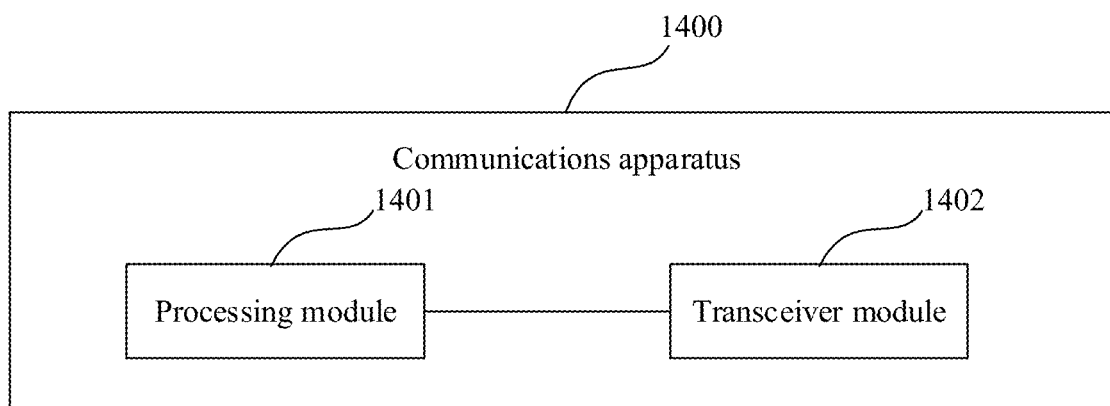 1400
Communications apparatus
1401
1402
Processing module
Transceiver module